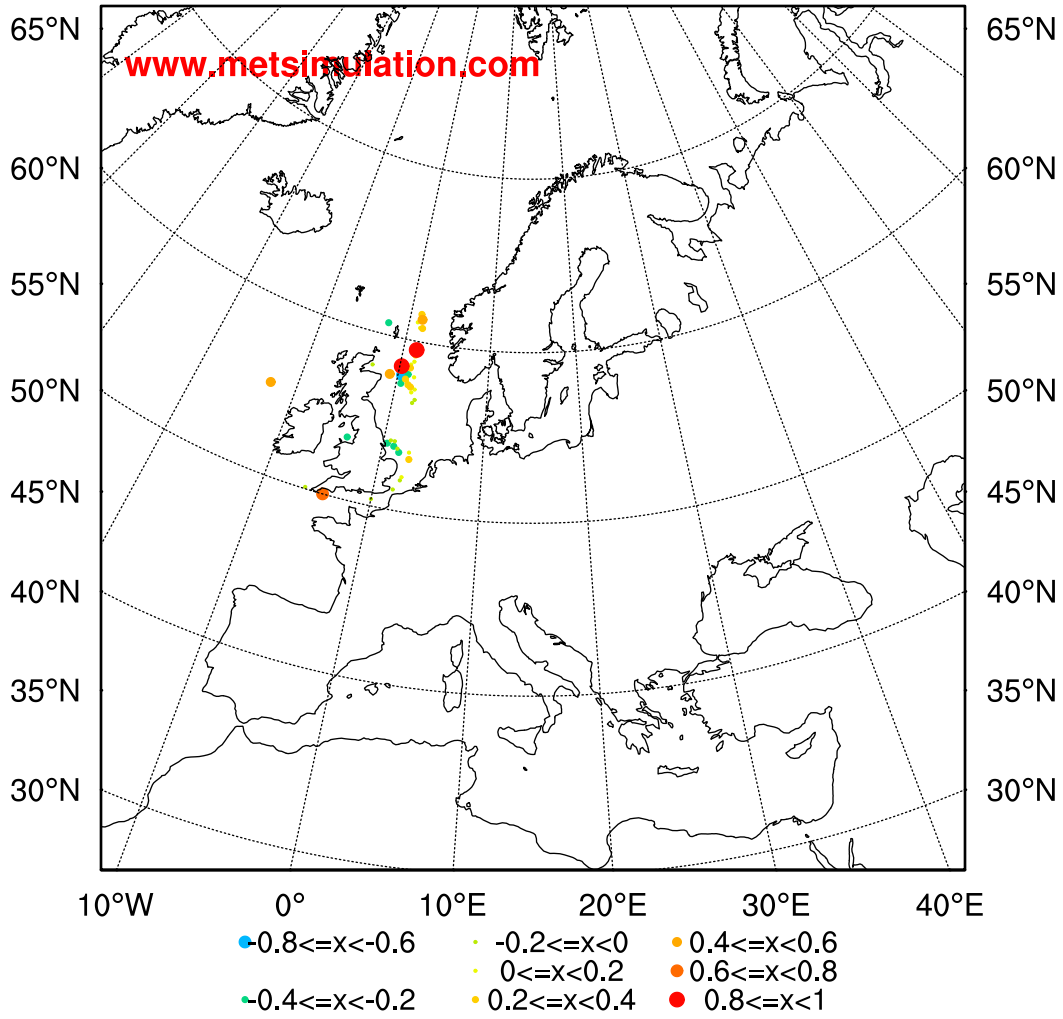 65°N 65°N
www.metsimulation.com
60°N 60°N
55°N 55°N
50°N 50°N
45°N 45°N
40°N 40°N
35°N 35°N
30°N 30°N
10°W 0° 10°E 20°E 30°E 40°E
-0.8<=x<-0.6 -0.2<=x<0 0.4<=x<0.6
0<=x<0.2 0.6<=x<0.8
-0.4<=x<-0.2 0.2<=x<0.4 0.8<=x<1